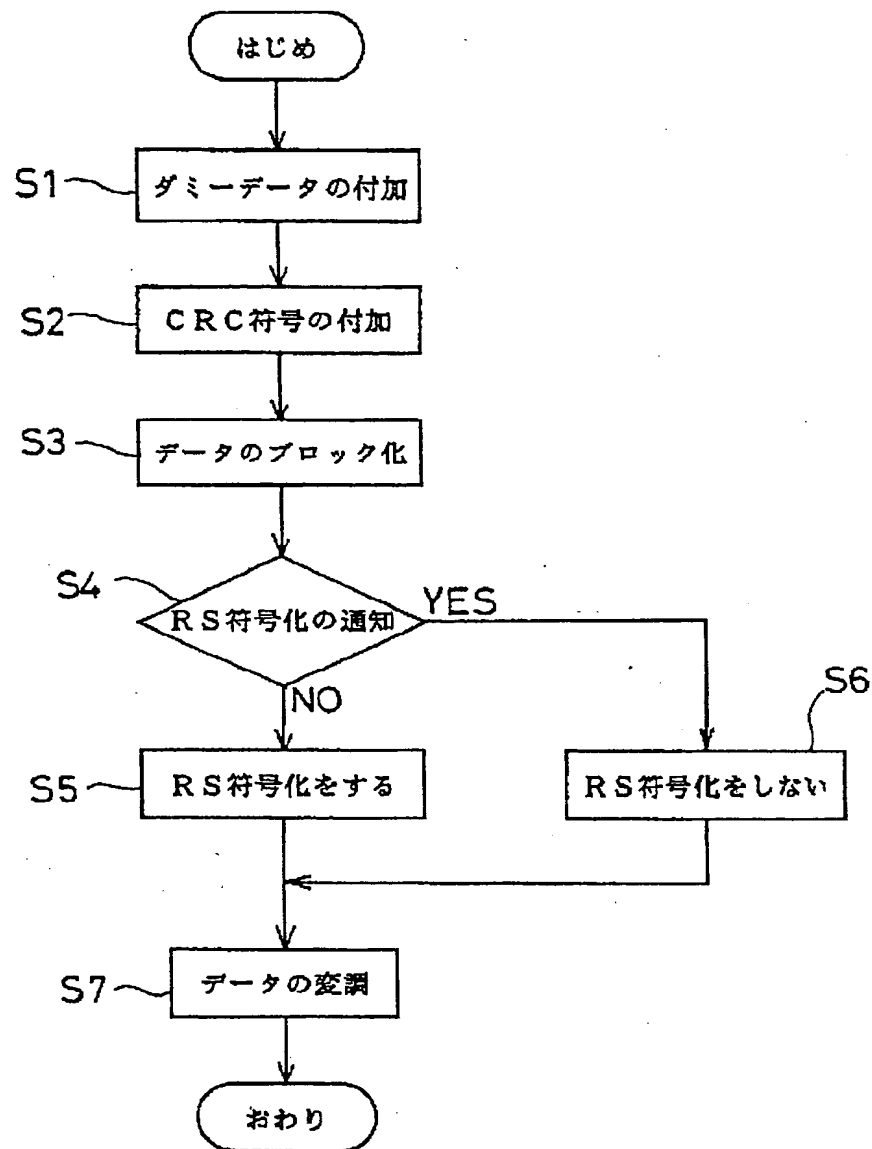 はじめ
S1
ダミーデータの付加
S2
CRC符号の付加
S3
データのブロック化
S4
RS符号化の通知
YES
NO
S5
RS符号化をする
S6
RS符号化をしない
S7
データの変調
おわり